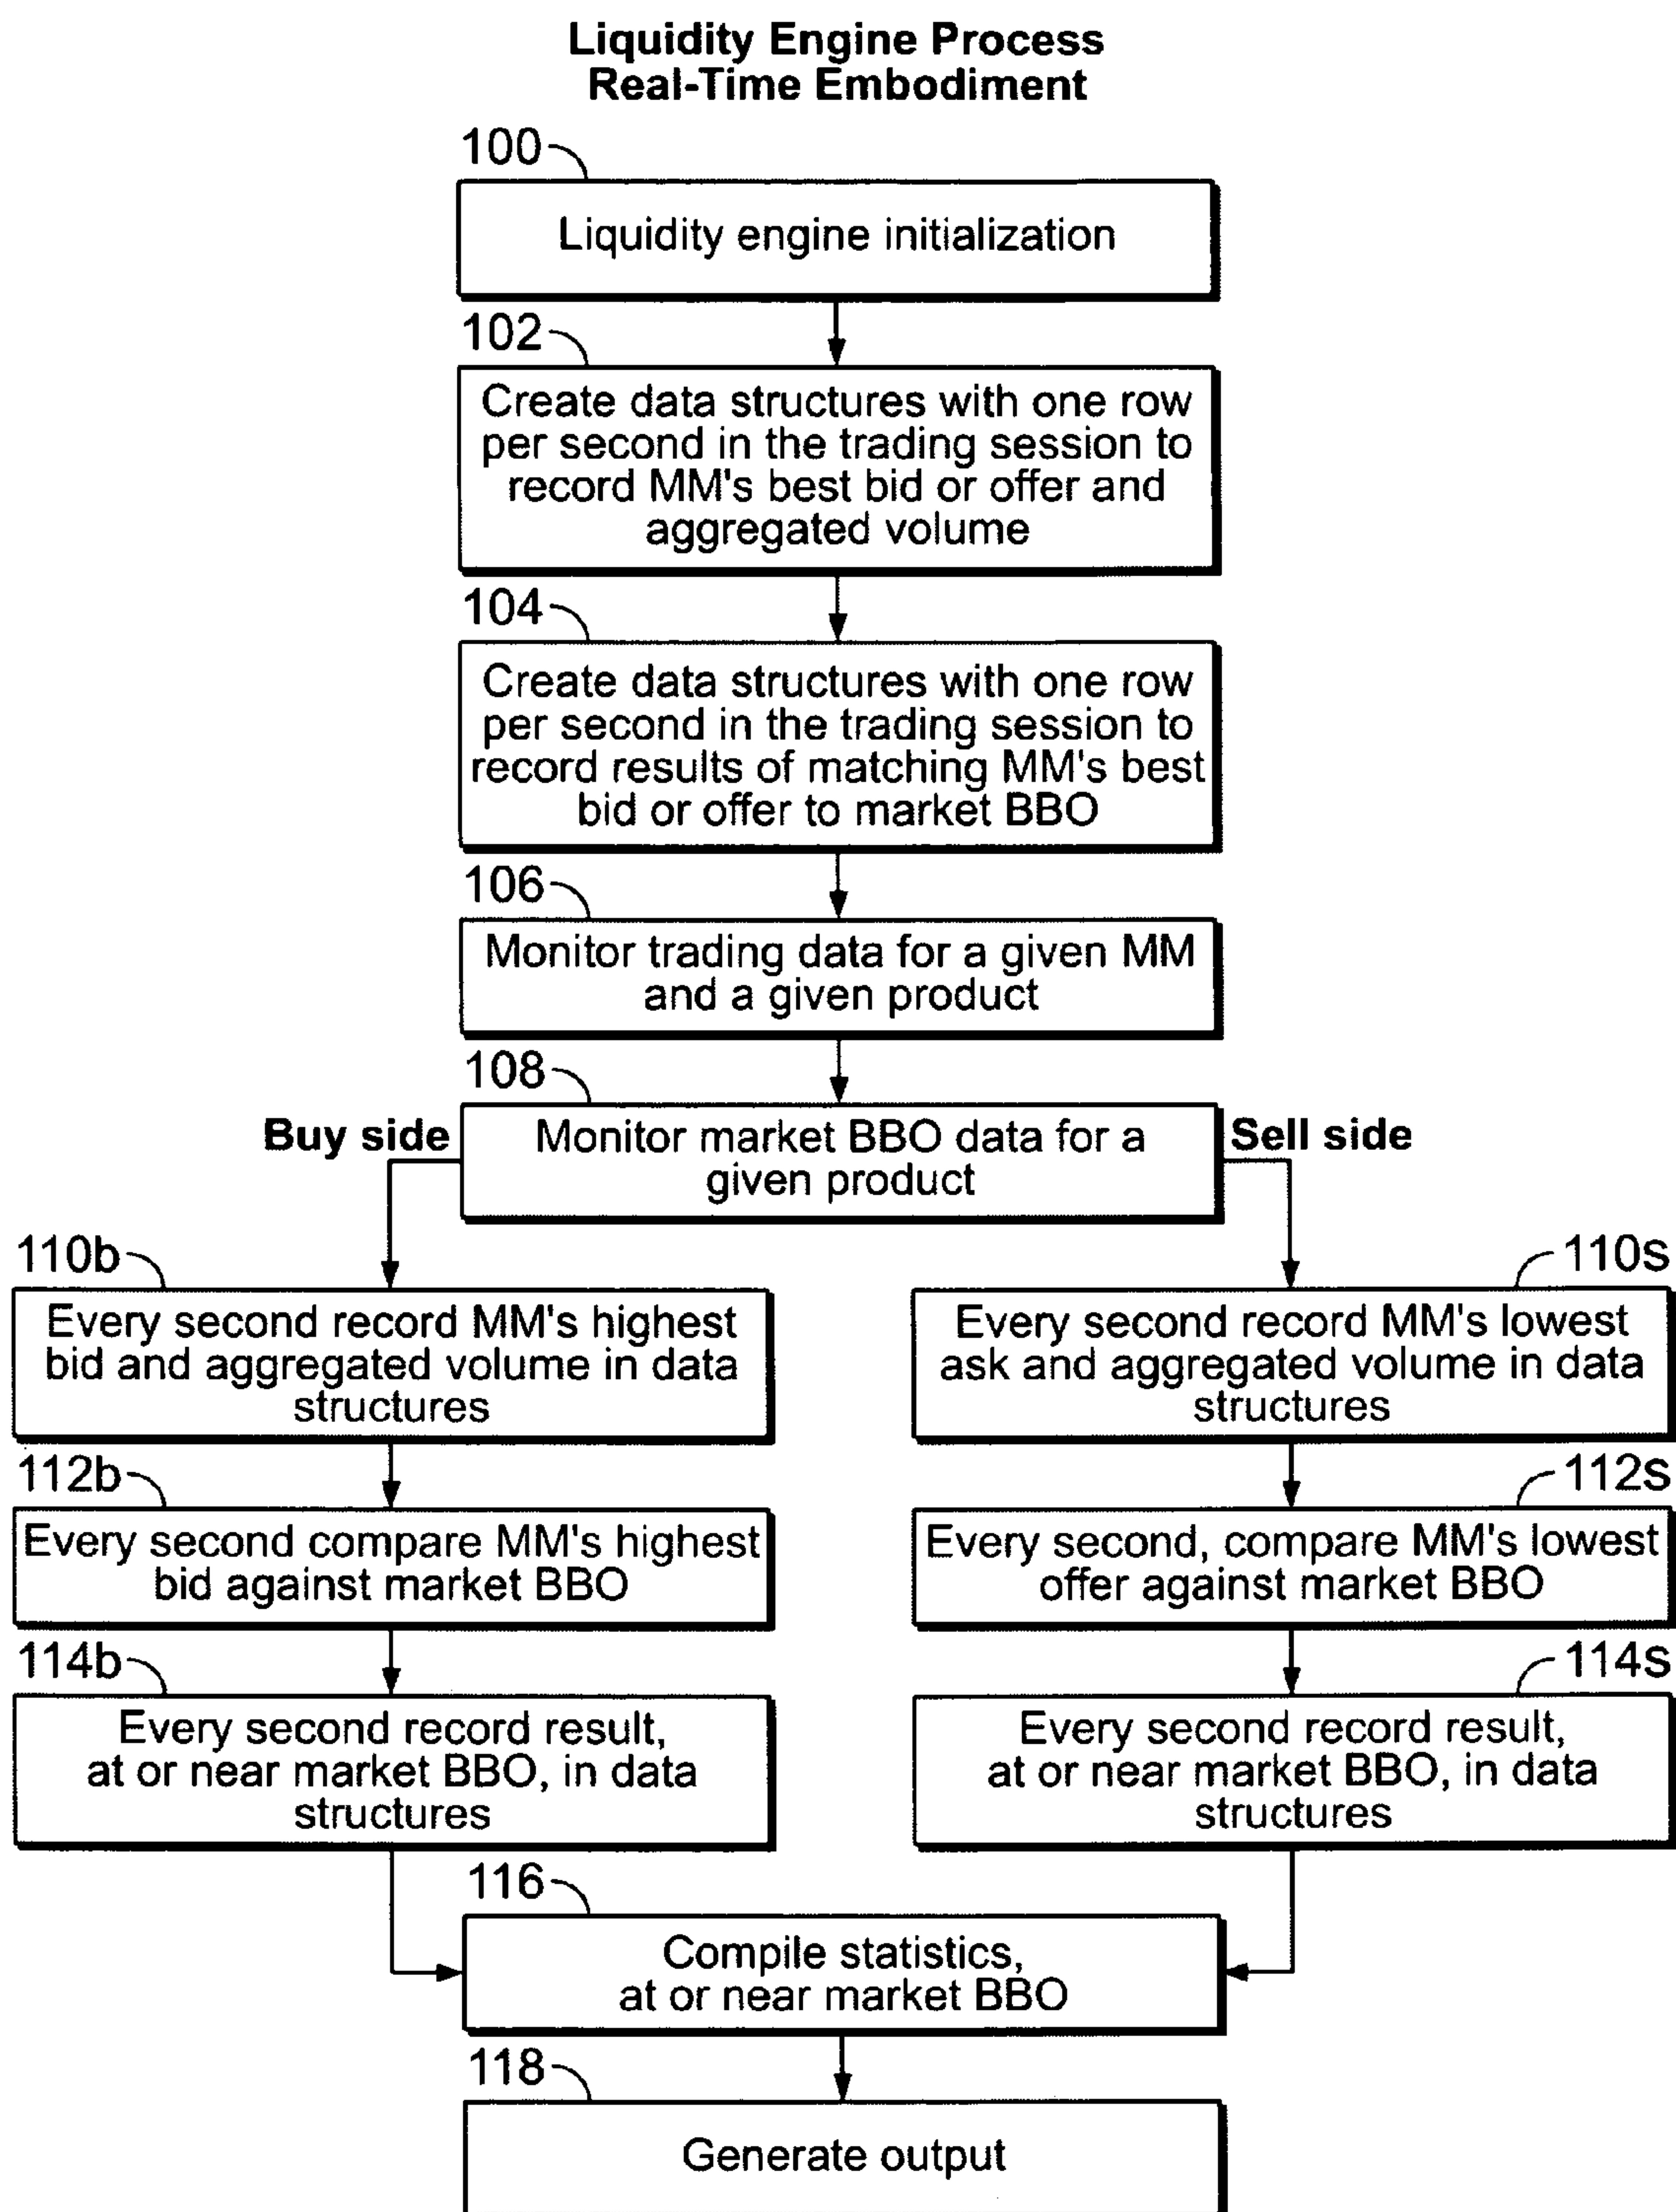 Liquidity Engine Process
Real-Time Embodiment
100
Liquidity engine initialization
102
Create data structures with one row
per second in the trading session to
record MM's best bid or offer and
aggregated volume
104
Create data structures with one row
per second in the trading session to
record results of matching MM's best
bid or offer to market BBO
106
Monitor trading data for a given MM
and a given product
108
Buy side
Monitor market BBO data for a
given product
Sell side
110b
Every second record MM's highest
bid and aggregated volume in data
structures
110s
Every second record MM's lowest
ask and aggregated volume in data
structures
112b
Every second compare MM's highest
bid against market BBO
112s
Every second, compare MM's lowest
offer against market BBO
114b
Every second record result,
at or near market BBO, in data
structures
114s
Every second record result,
at or near market BBO, in data
structures
116
Compile statistics,
at or near market BBO
118
Generate output